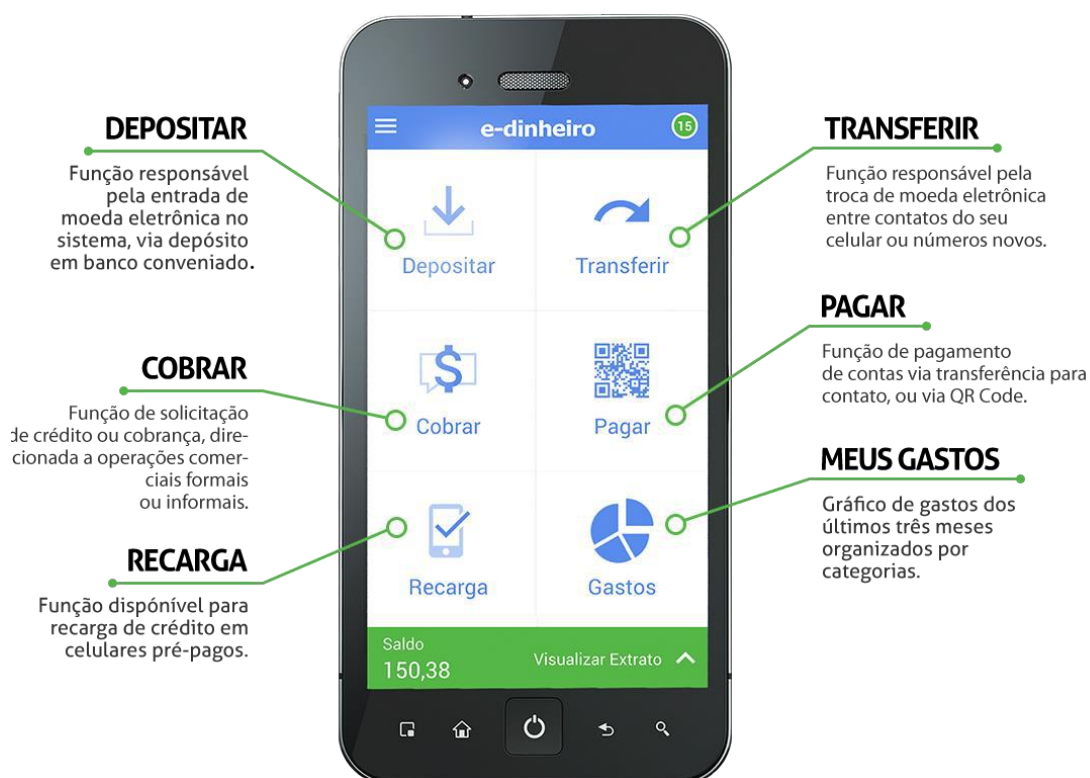 DEPOSITAR
Função responsável
pela entrada de
moeda eletrônica no
sistema, via depósito
em banco conveniado.
COBRAR
Função de solicitação
de crédito ou cobrança, dire-
cionada a operações comer-
ciais formais
ou informais.
RECARGA
Função dispónível para
recarga de crédito em
celulares pré-pagos.
e-dinheiro
15
Depositar
Transferir
Cobrar
Pagar
Recarga
Gastos
Saldo
150,38
Visualizar Extrato
TRANSFERIR
Função responsável pela
troca de moeda eletrônica
entre contatos do seu
celular ou números novos.
PAGAR
Função de pagamento
de contas via transferência para
contato, ou via QR Code.
MEUS GASTOS
Gráfico de gastos dos
últimos três meses
organizados por
categorias.